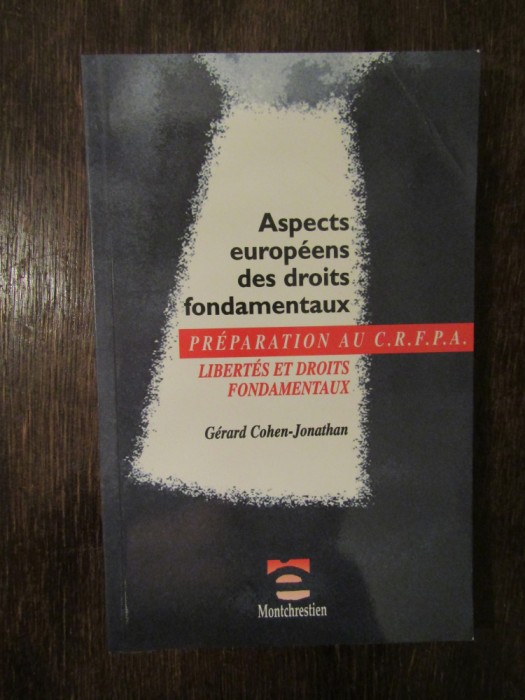 Aspects
européens
des droits
fondamentaux
PRÉPARATION AU C.R.F.P.A.
LIBERTÉS ET DROITS
FONDAMENTAUX
Gérard Cohen-Jonathan
Montchrestien